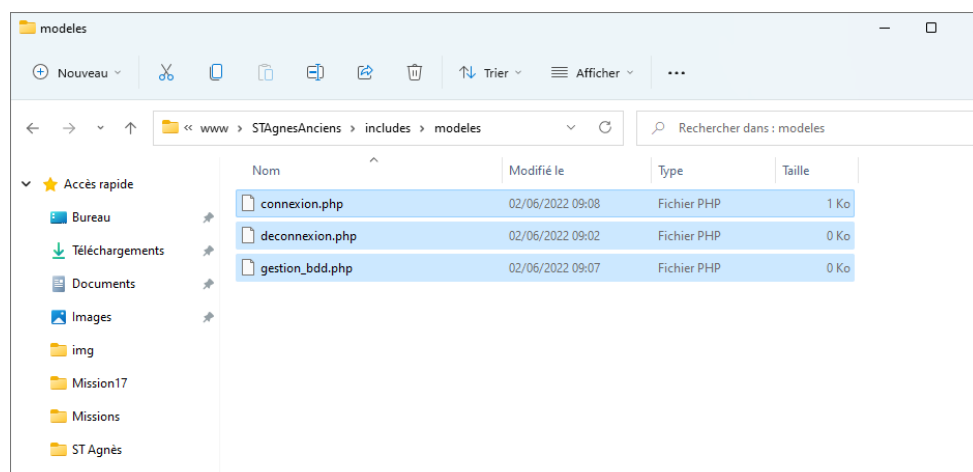 modeles
Nouveau
Trier
Afficher
« www > STAgnesAnciens > includes > modeles
Rechercher dans : modeles
Nom Modifié le Type Taille
Accès rapide
Bureau
Téléchargements
Documents
Images
img
Mission17
Missions
ST Agnès
connexion.php 02/06/2022 09:08 Fichier PHP 1 Ko
deconnexion.php 02/06/2022 09:02 Fichier PHP 0 Ko
gestion_bdd.php 02/06/2022 09:07 Fichier PHP 0 Ko